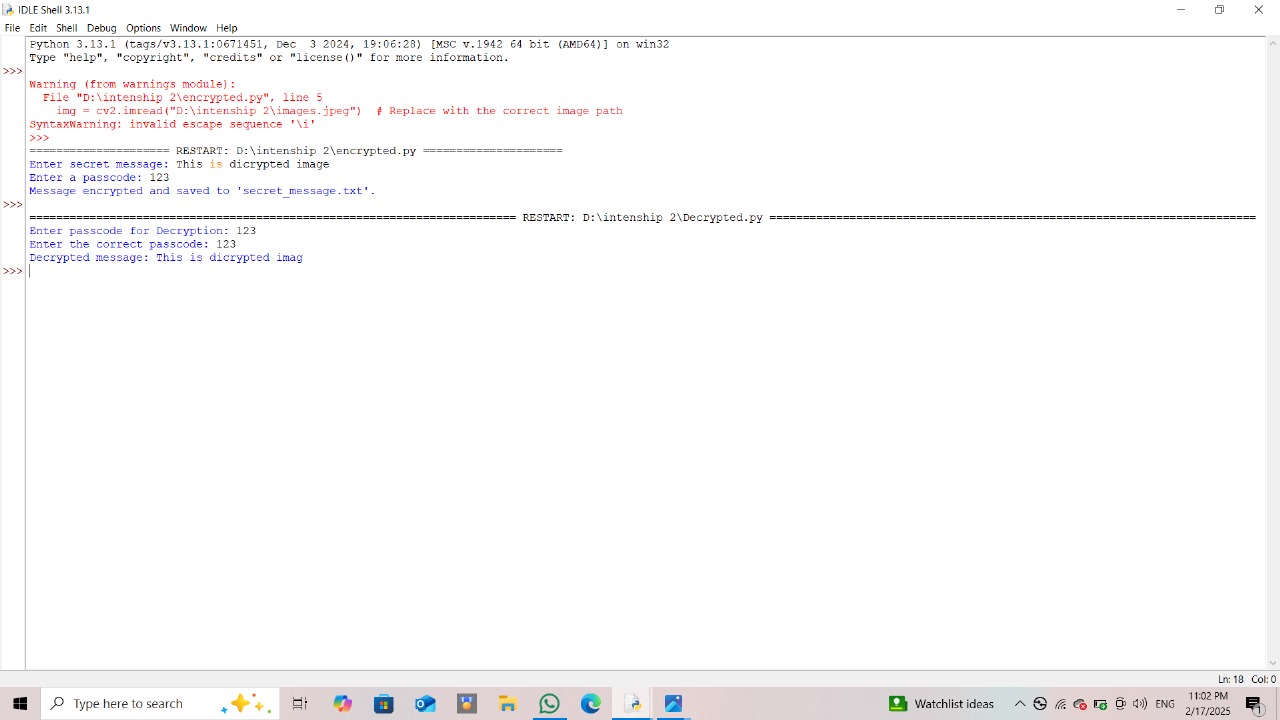 IDLE Shell 3.13.1
File Edit Shell Debug Options Window Help
Python 3.13.1 (tags/v3.13.1:0671451, Dec  3 2024, 19:06:28) [MSC v.1942 64 bit (AMD64)] on win32
Type "help", "copyright", "credits" or "license()" for more information.
>>>
Warning (from warnings module):
  File "D:\intenship 2\encrypted.py", line 5
    img = cv2.imread("D:\intenship 2\images.jpeg")  # Replace with the correct image path
SyntaxWarning: invalid escape sequence '\i'
>>>
===================== RESTART: D:\intenship 2\encrypted.py =====================
Enter secret message: This is dicrypted image
Enter a passcode: 123
Message encrypted and saved to 'secret_message.txt'.
>>>
========================================================================= RESTART: D:\intenship 2\Decrypted.py =========================================================================
Enter passcode for Decryption: 123
Enter the correct passcode: 123
Decrypted message: This is dicrypted imag
>>>
Ln: 18 Col: 0
Type here to search
Watchlist ideas
ENG
11:02 PM
2/17/2025
1